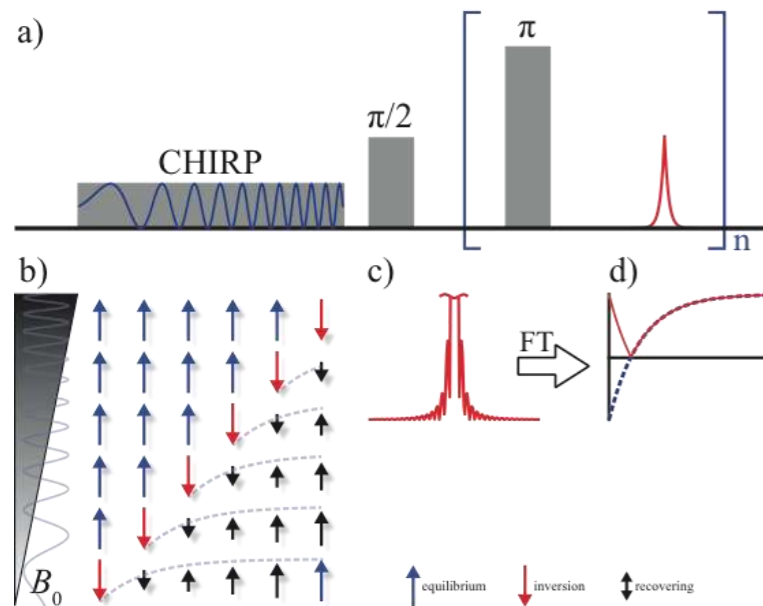 a)
π
π/2
CHIRP
n
b)
c)
d)
FT
B0
equilibrium
inversion
recovering